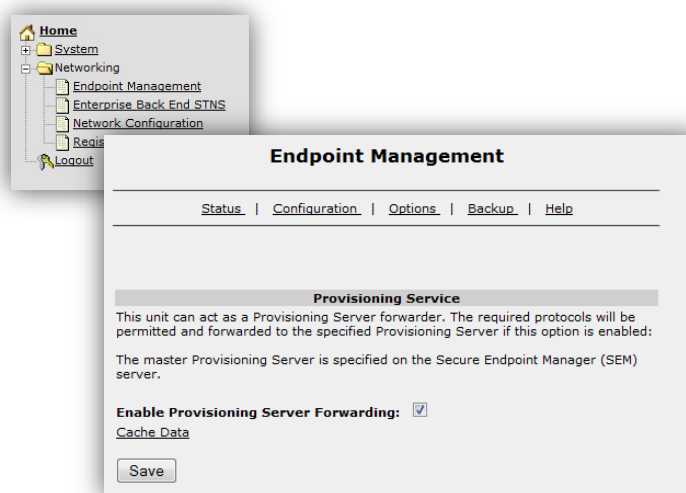 Home
System
Networking
Endpoint Management
Enterprise Back End STNS
Network Configuration
Logout
Endpoint Management
Status | Configuration | Options | Backup | Help
Provisioning Service
This unit can act as a Provisioning Server forwarder. The required protocols will be
permitted and forwarded to the specified Provisioning Server if this option is enabled:
The master Provisioning Server is specified on the Secure Endpoint Manager (SEM)
server.
Enable Provisioning Server Forwarding:
Cache Data
Save